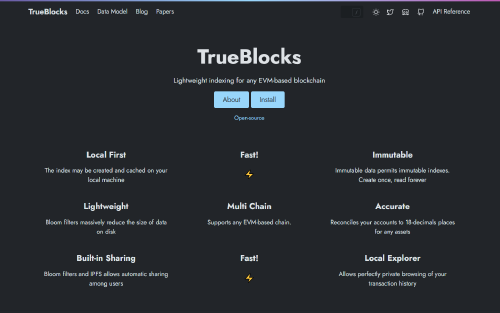 TrueBlocks Docs Data Model Blog Papers API Reference
TrueBlocks
Lightweight indexing for any EVM-based blockchain
About Install
Open-source
Local First
The index may be created and cached on your
local machine
Fast!
Immutable
Immutable data permits immutable indexes.
Create once, read forever
Lightweight
Bloom filters massively reduce the size of data
on disk
Multi Chain
Supports any EVM-based chain.
Accurate
Reconciles your accounts to 18-decimals places
for any assets
Built-in Sharing
Bloom filters and IPFS allows automatic sharing
among users
Fast!
Local Explorer
Allows perfectly private browsing of your
transaction history